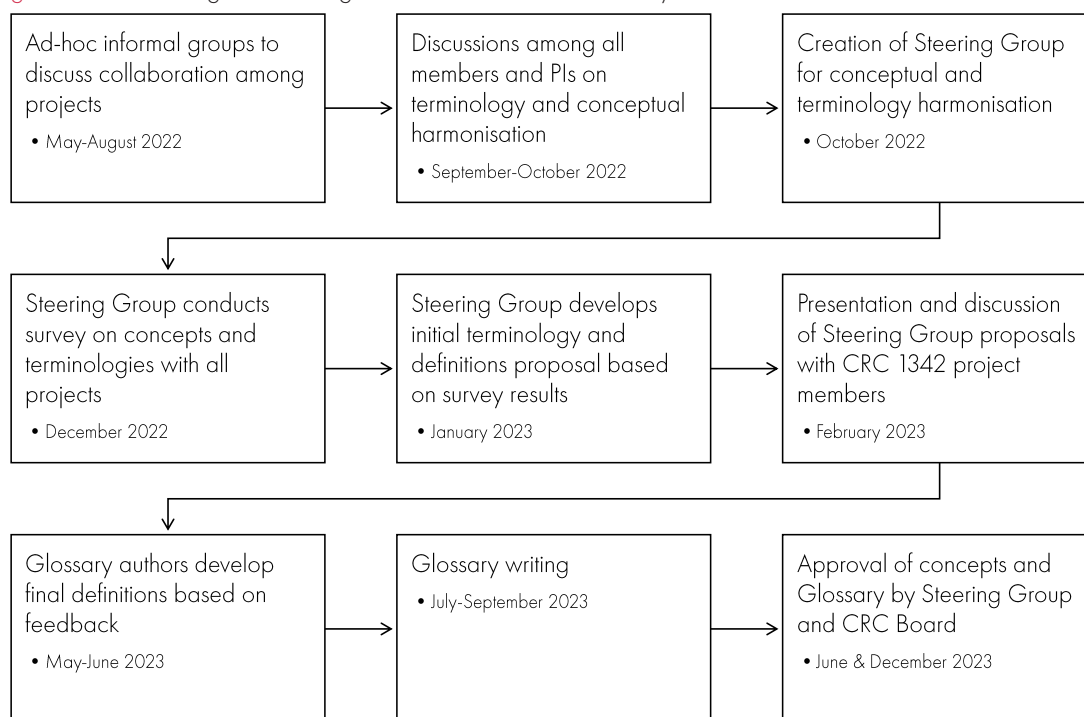 Ad-hoc informal groups to
discuss collaboration among
projects
• May-August 2022
Discussions among all
members and PIs on
terminology and conceptual
harmonisation
• September-October 2022
Creation of Steering Group
for conceptual and
terminology harmonisation
• October 2022
Steering Group conducts
survey on concepts and
terminologies with all
projects
• December 2022
Steering Group develops
initial terminology and
definitions proposal based
on survey results
• January 2023
Presentation and discussion
of Steering Group proposals
with CRC 1342 project
members
• February 2023
Glossary authors develop
final definitions based on
feedback
• May-June 2023
Glossary writing
• July-September 2023
Approval of concepts and
Glossary by Steering Group
and CRC Board
• June & December 2023